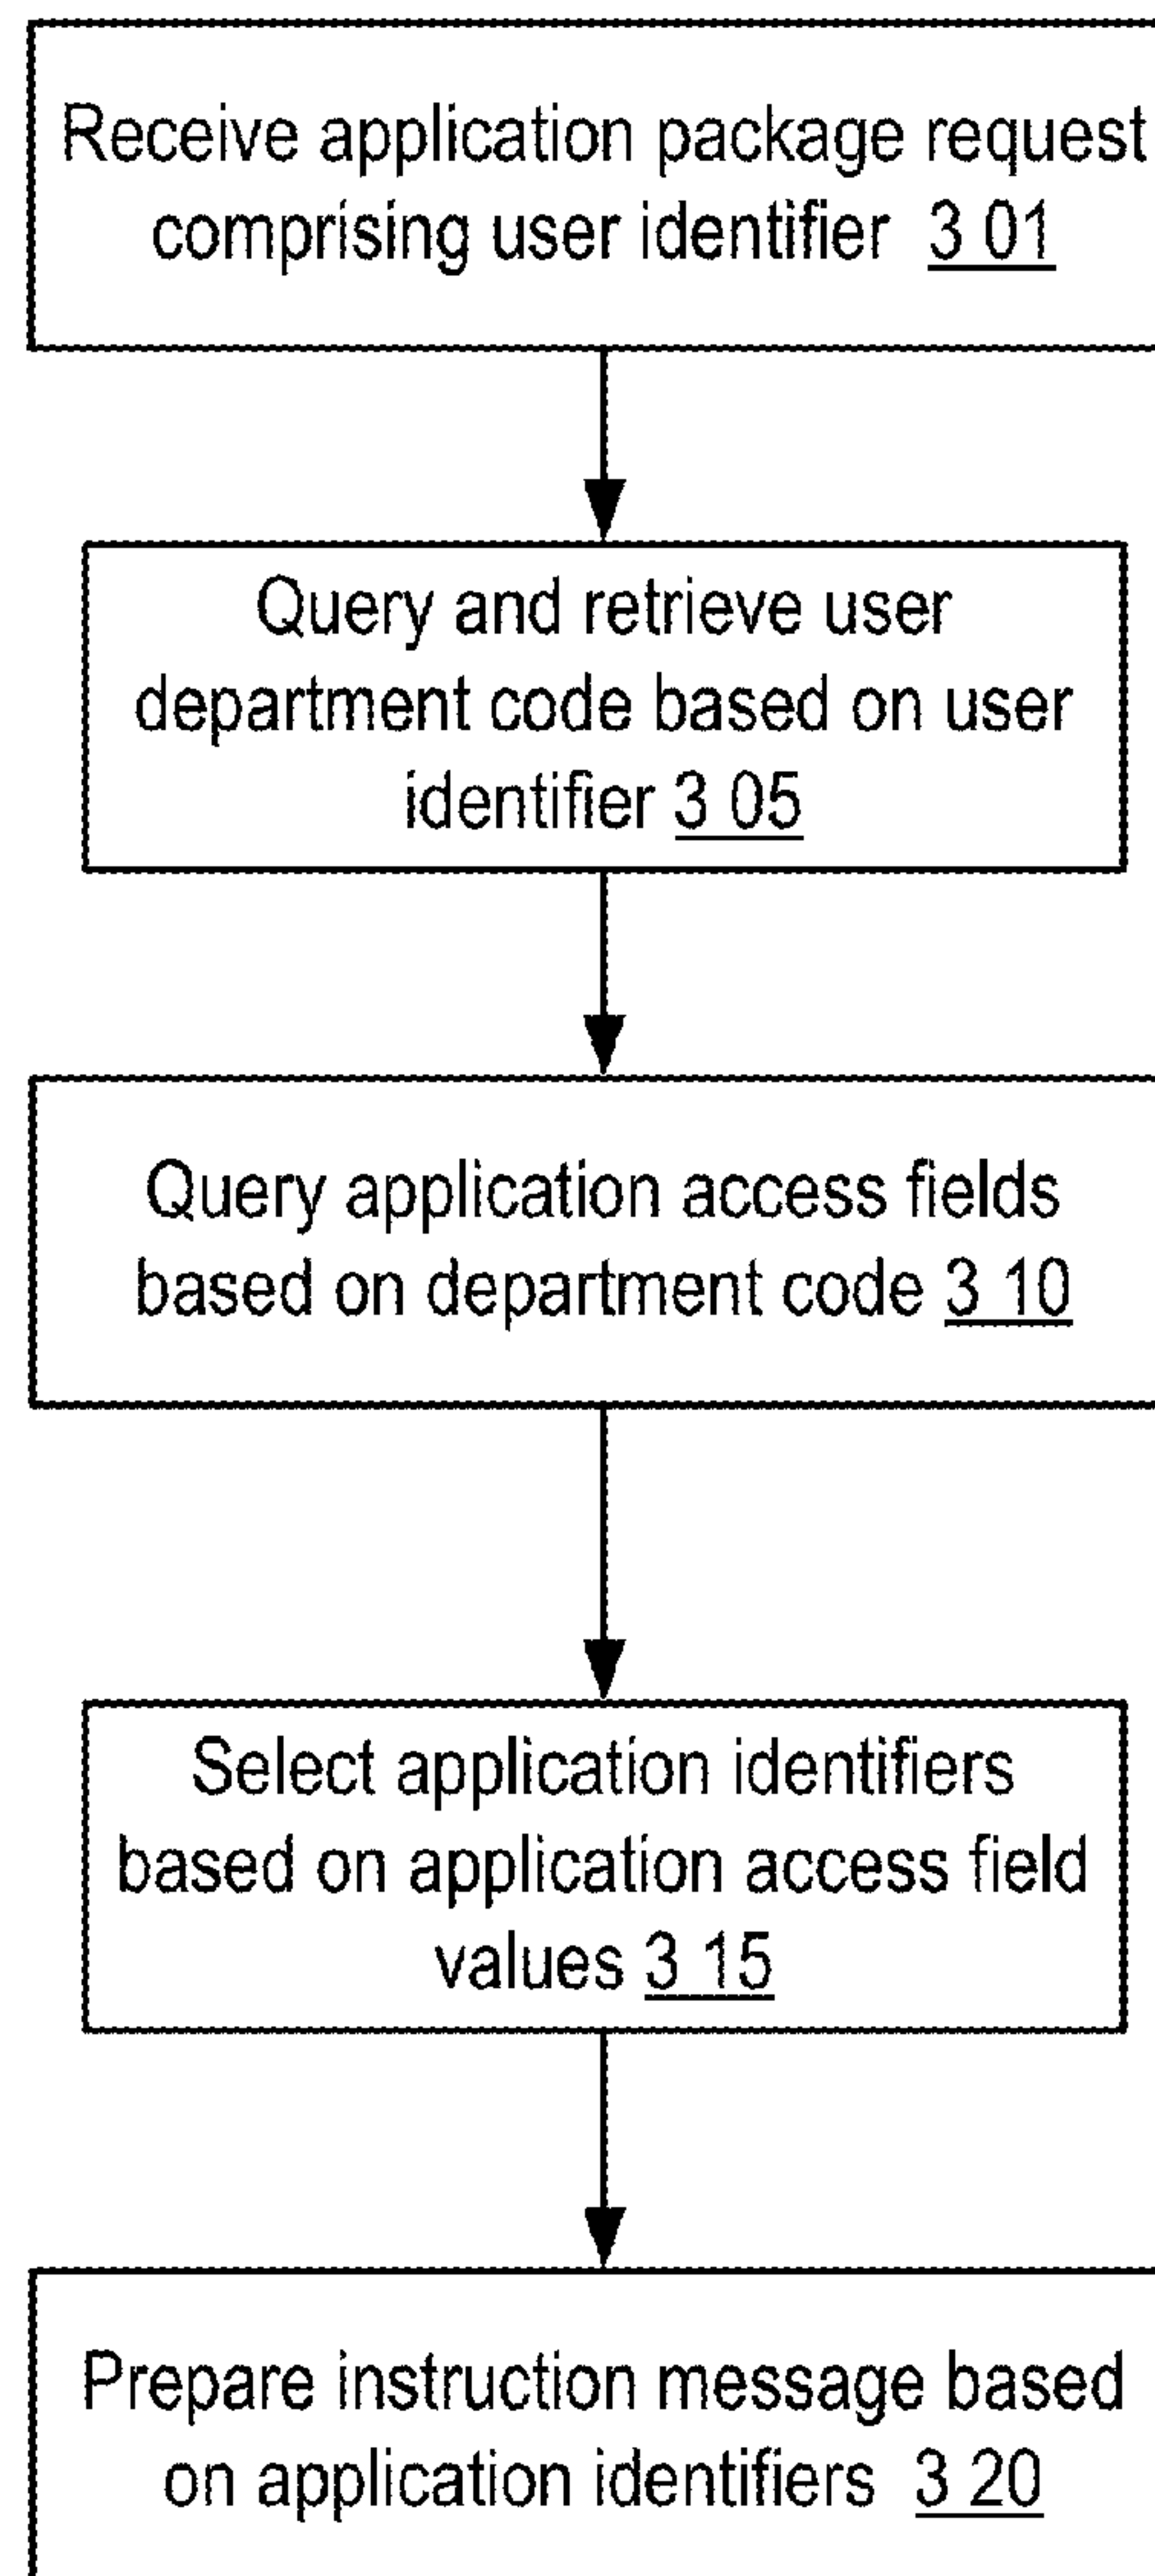 Receive application package request
comprising user identifier 3 01
Query and retrieve user
department code based on user
identifier 3 05
Query application access fields
based on department code 3 10
Select application identifiers
based on application access field
values 3 15
Prepare instruction message based
on application identifiers 3 20